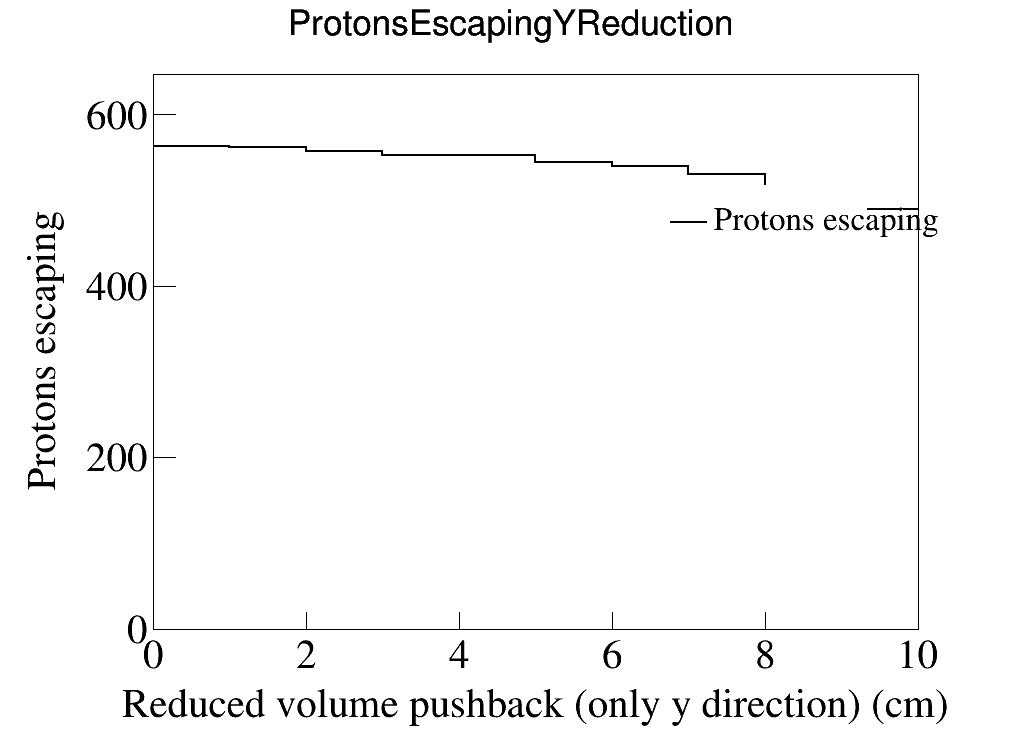 ProtonsEscapingYReduction
600
400
200
0
Protons escaping
Protons escaping
0 2 4 6 8 10
Reduced volume pushback (only y direction) (cm)